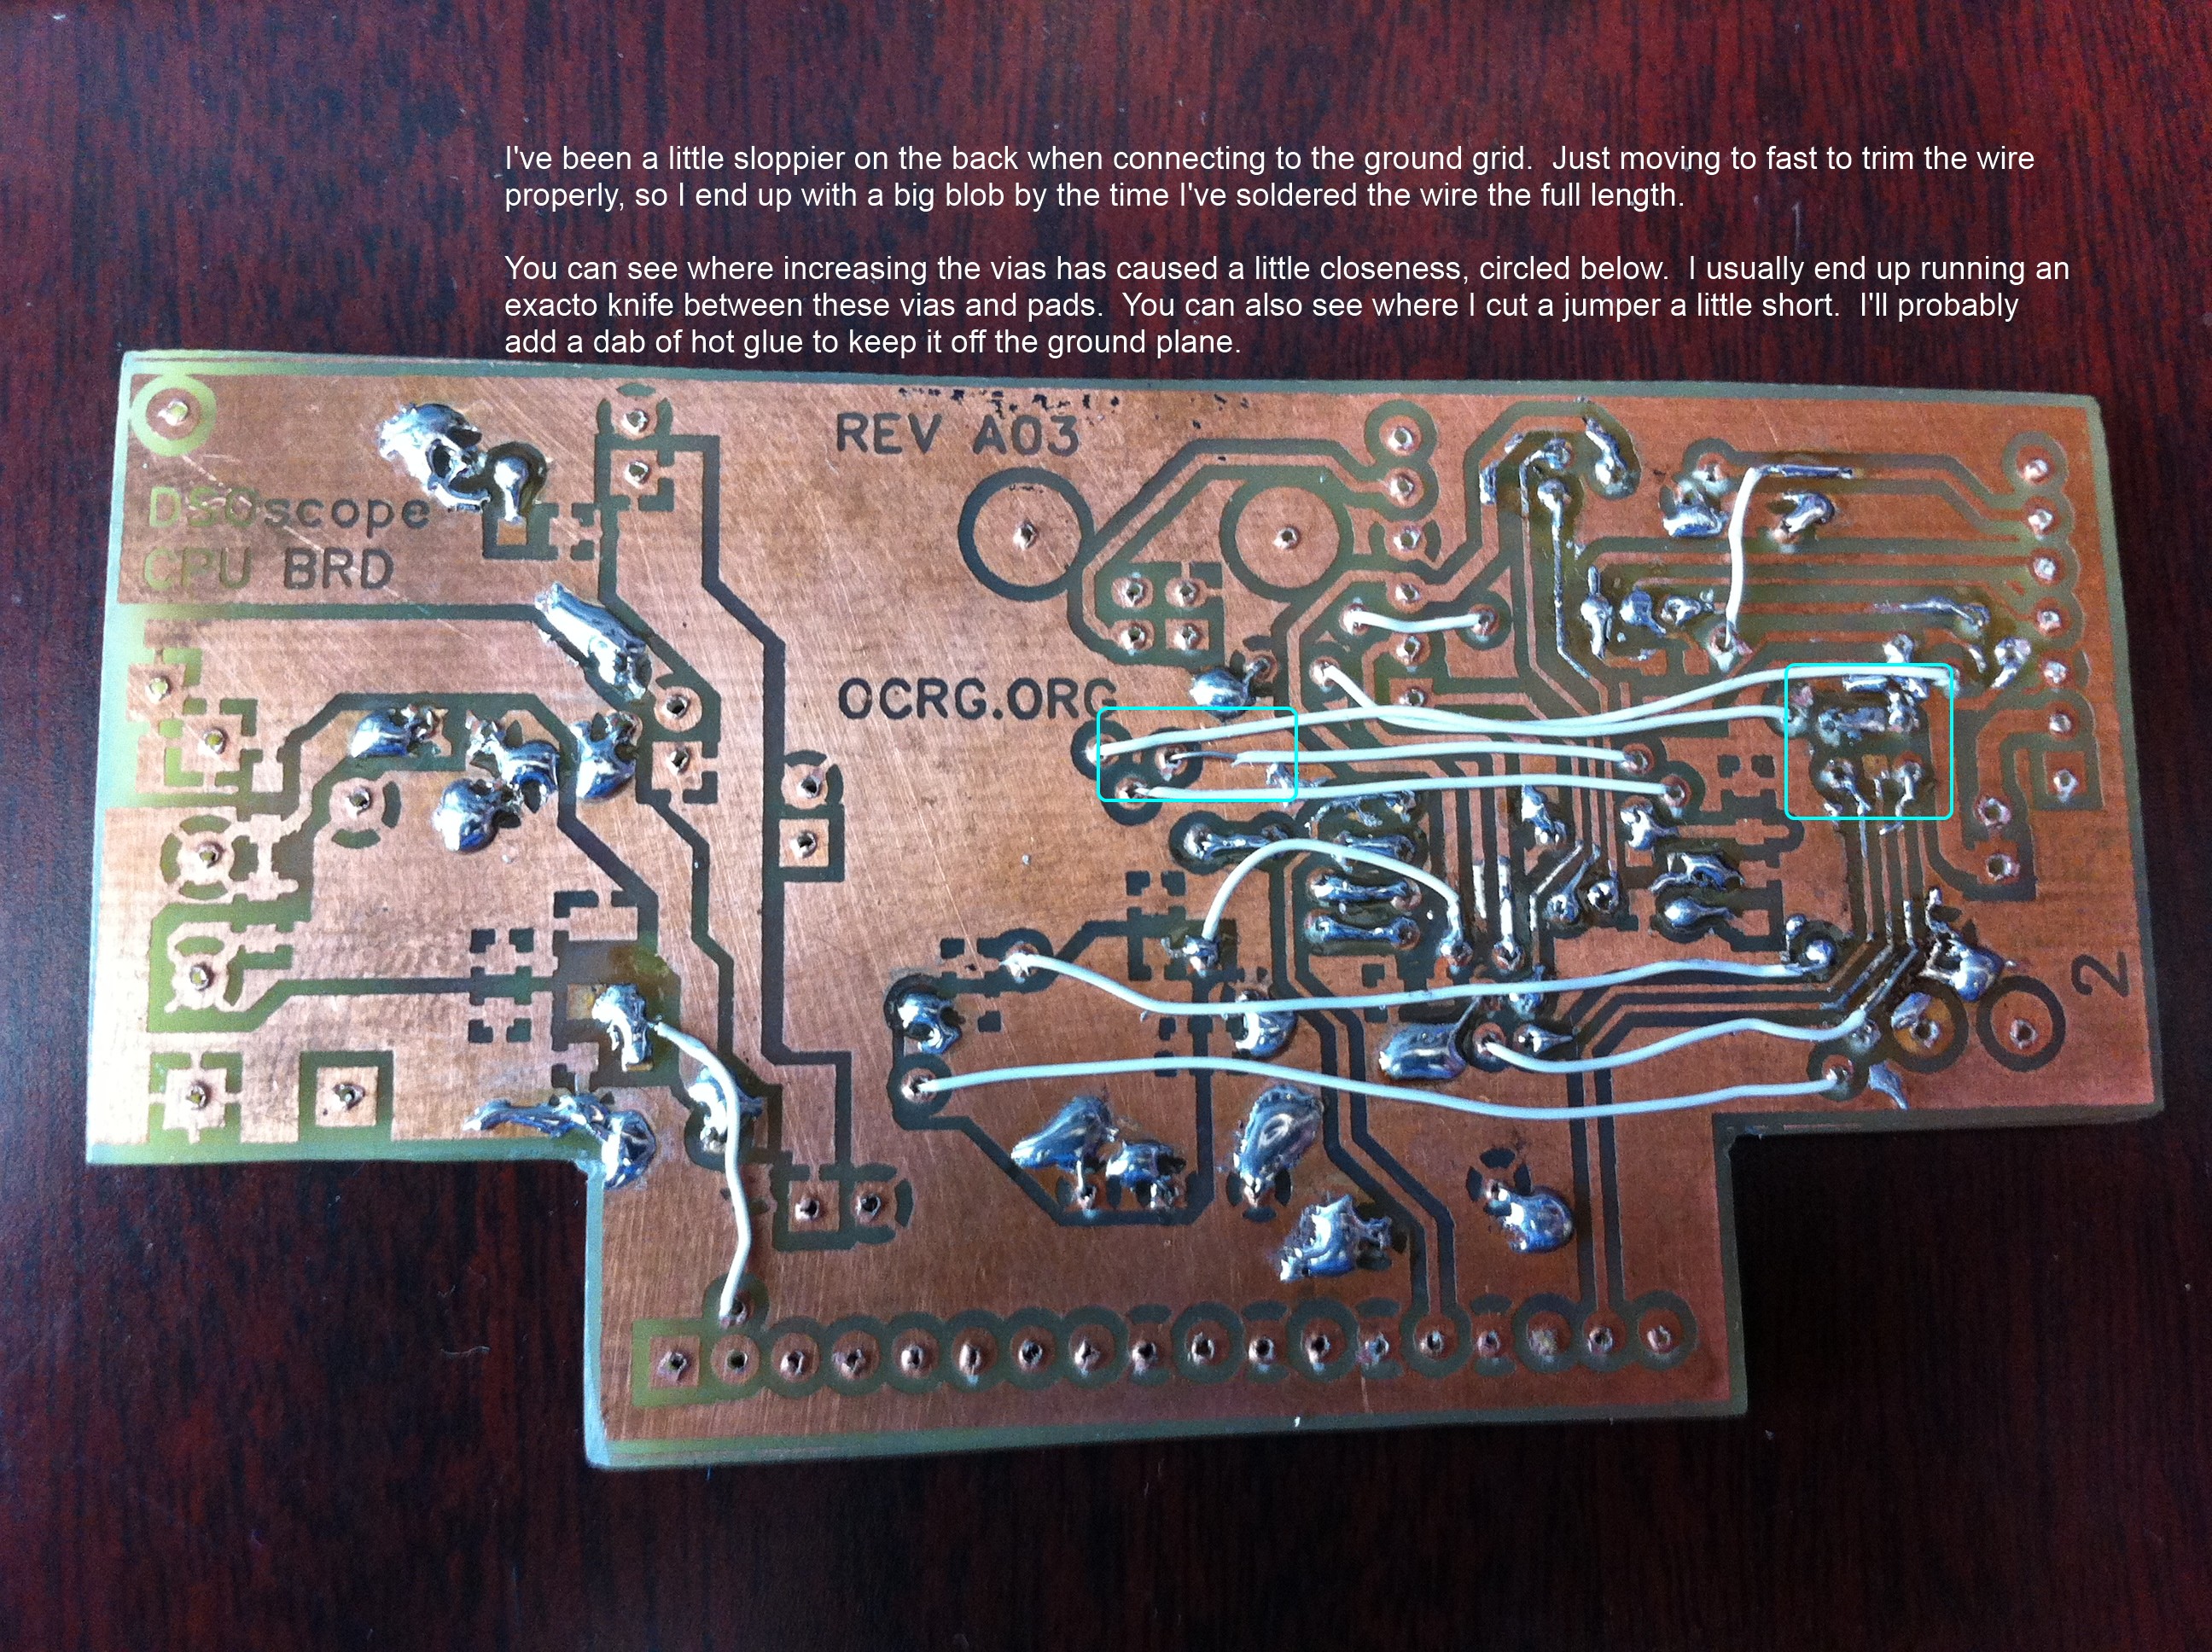 I've been a little sloppier on the back when connecting to the ground grid.  Just moving to fast to trim the wire
properly, so I end up with a big blob by the time I've soldered the wire the full length.
You can see where increasing the vias has caused a little closeness, circled below.  I usually end up running an
exacto knife between these vias and pads.  You can also see where I cut a jumper a little short.  I'll probably
add a dab of hot glue to keep it off the ground plane.
REV A03
DSOscope
CPU BRD
OCRG.ORG
2